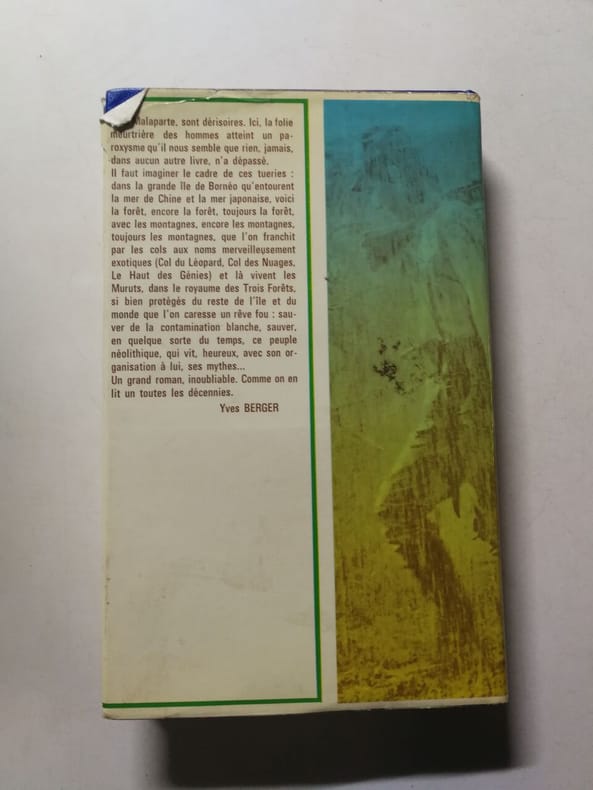 Malaparte, sont dérisoires. Ici, la folie
meurtrière des hommes atteint un pa-
roxysme qu'il nous semble que rien, jamais,
dans aucun autre livre, n'a dépassé.
Il faut imaginer le cadre de ces tueries :
dans la grande île de Bornéo qu'entourent
la mer de Chine et la mer japonaise, voici
la forêt, encore la forêt, toujours la forêt,
avec les montagnes, encore les montagnes,
toujours les montagnes, que l'on franchit
par les cols aux noms merveilleusement
exotiques (Col du Léopard, Col des Nuages,
Le Haut des Génies) et là vivent les
Muruts, dans le royaume des Trois Forêts,
si bien protégés du reste de l'île et du
monde que l'on caresse un rêve fou : sau-
ver de la contamination blanche, sauver,
en quelque sorte du temps, ce peuple
néolithique, qui vit, heureux, avec son or-
ganisation à lui, ses mythes...
Un grand roman, inoubliable. Comme on en
lit un toutes les décennies.
Yves BERGER